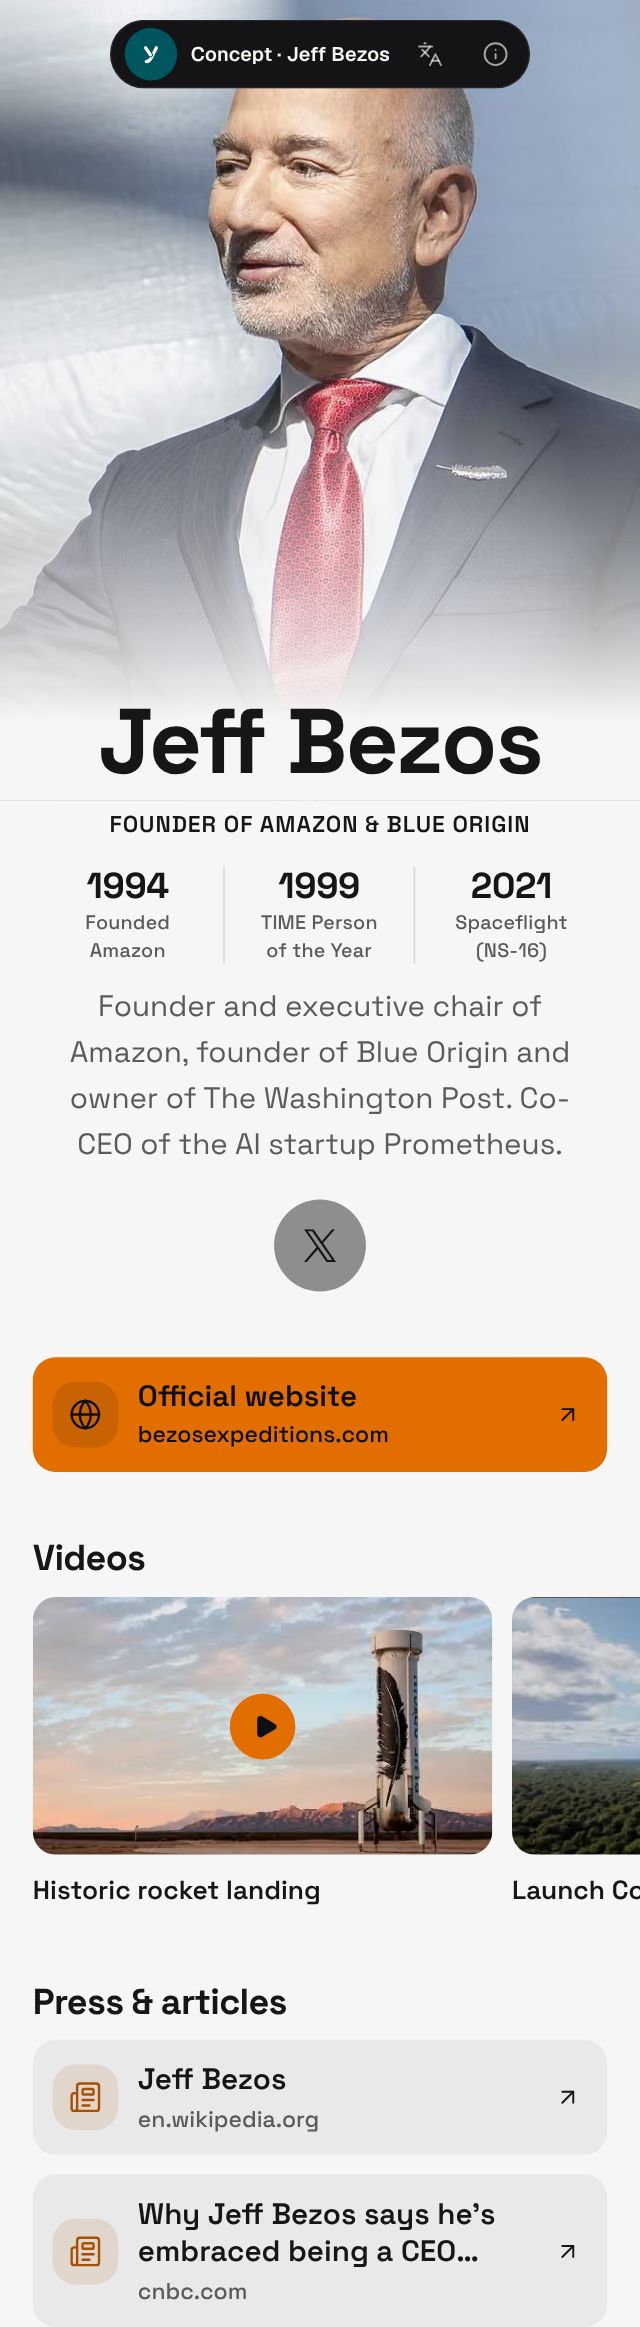 y Concept · Jeff Bezos
Jeff Bezos
FOUNDER OF AMAZON & BLUE ORIGIN
1994
Founded
Amazon
1999
TIME Person
of the Year
2021
Spaceflight
(NS-16)
Founder and executive chair of
Amazon, founder of Blue Origin and
owner of The Washington Post. Co-
CEO of the AI startup Prometheus.
Official website
bezosexpeditions.com
Videos
Historic rocket landing
Launch Co
Press & articles
Jeff Bezos
en.wikipedia.org
Why Jeff Bezos says he’s
embraced being a CEO...
cnbc.com